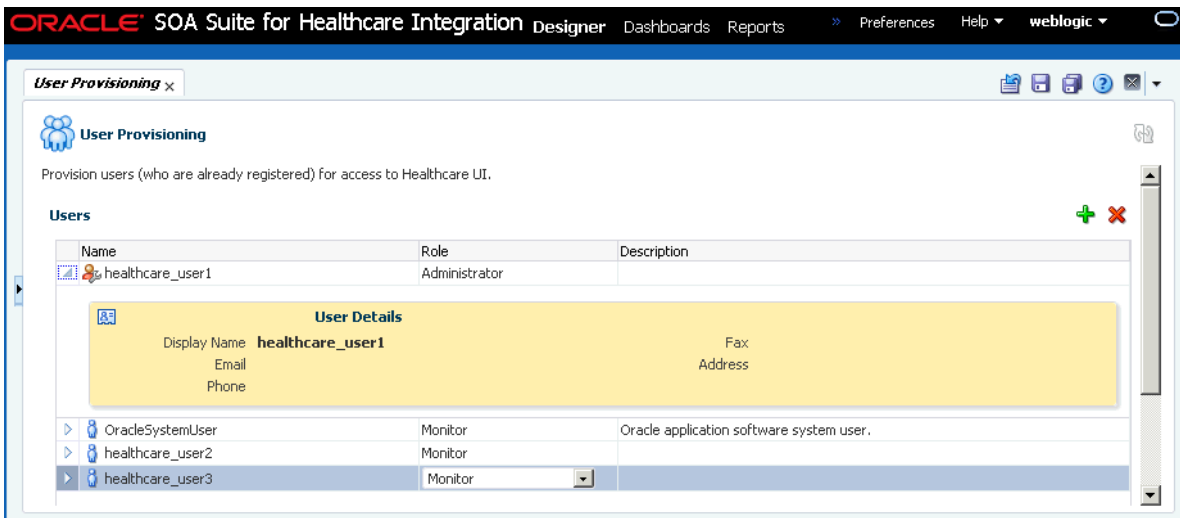 ORACLE SOA Suite for Healthcare Integration Designer Dashboards Reports » Preferences Help weblogic
User Provisioning x
User Provisioning
Provision users (who are already registered) for access to Healthcare UI.
Users
Name Role Description
healthcare_user1 Administrator
User Details
Display Name healthcare_user1 Fax
Email Address
Phone
OracleSystemUser Monitor Oracle application software system user.
healthcare_user2 Monitor
healthcare_user3 Monitor